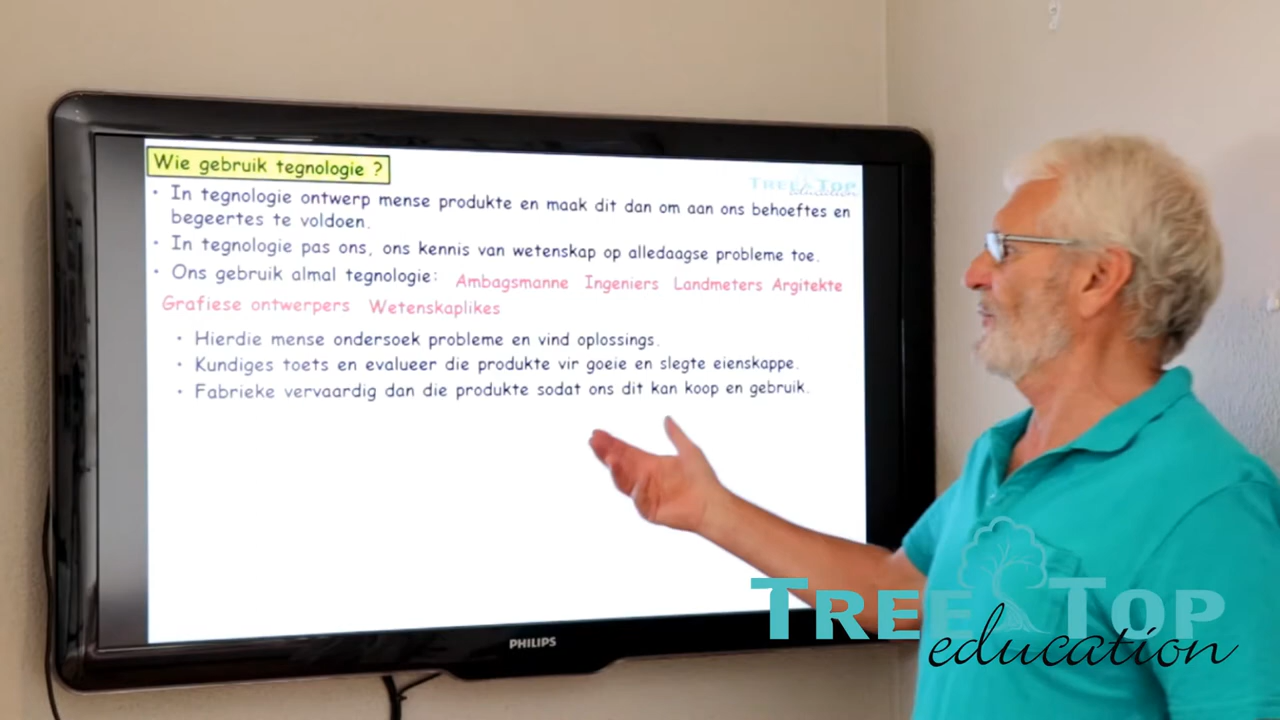 Wie gebruik tegnologie ?
TREE TOP
education
• In tegnologie ontwerp mense produkte en maak dit dan om aan ons behoeftes en
begeertes te voldoen.
• In tegnologie pas ons, ons kennis van wetenskap op alledaagse probleme toe.
• Ons gebruik almal tegnologie: Ambagsmanne Ingeniers Landmeters Argitekte
Grafiese ontwerpers Wetenskaplikes
• Hierdie mense ondersoek probleme en vind oplossings.
• Kundiges toets en evalueer die produkte vir goeie en slegte eienskappe.
• Fabrieke vervaardig dan die produkte sodat ons dit kan koop en gebruik.
PHILIPS
TREE TOP
education